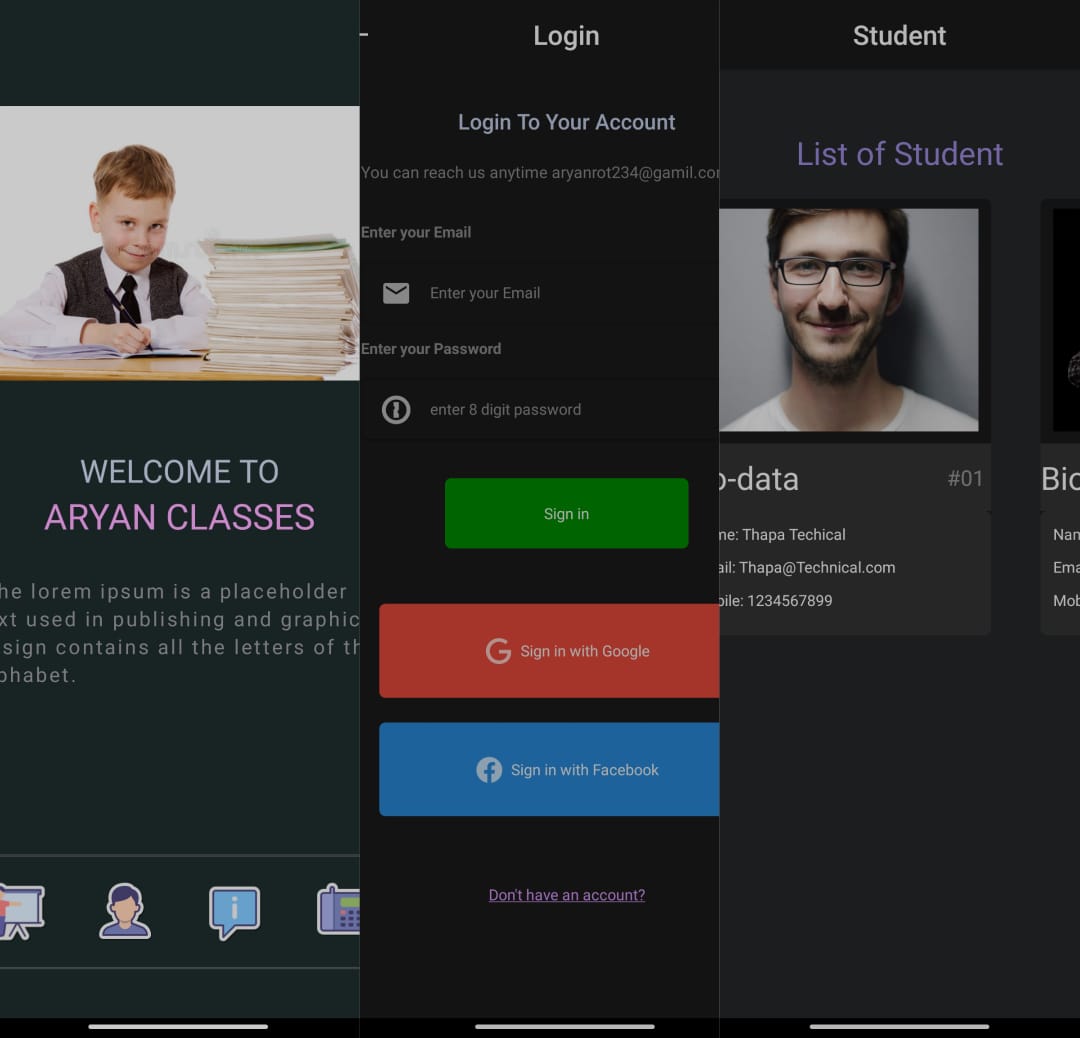 WELCOME TO
ARYAN CLASSES
he lorem ipsum is a placeholder
xt used in publishing and graphic
sign contains all the letters of th
phabet.
Login
Login To Your Account
You can reach us anytime aryanrot234@gamil.com
Enter your Email
Enter your Email
Enter your Password
enter 8 digit password
Sign in
Sign in with Google
Sign in with Facebook
Don't have an account?
Student
List of Student
o-data #01
me: Thapa Techical
ail: Thapa@Technical.com
bile: 1234567899
Bio
Nam
Ema
Mob